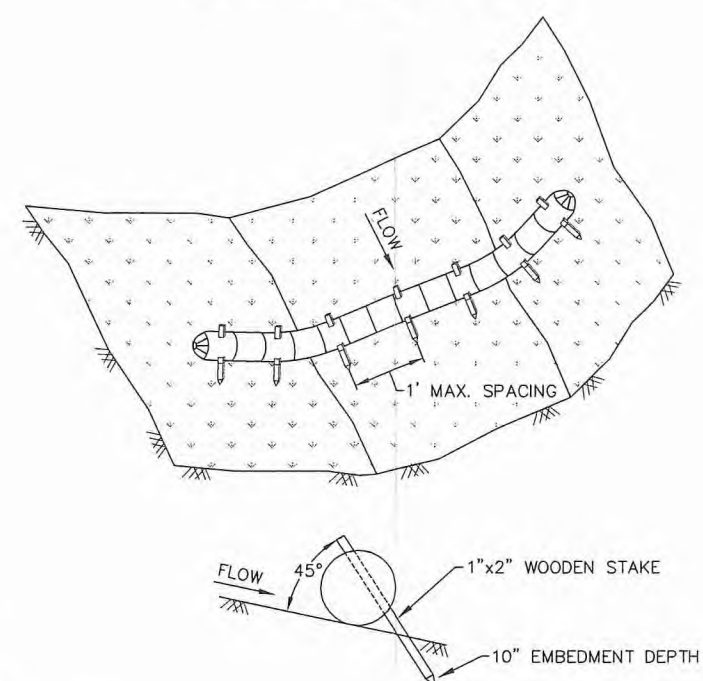 FLOW
1' MAX. SPACING
FLOW
45°
1"x2" WOODEN STAKE
10" EMBEDMENT DEPTH